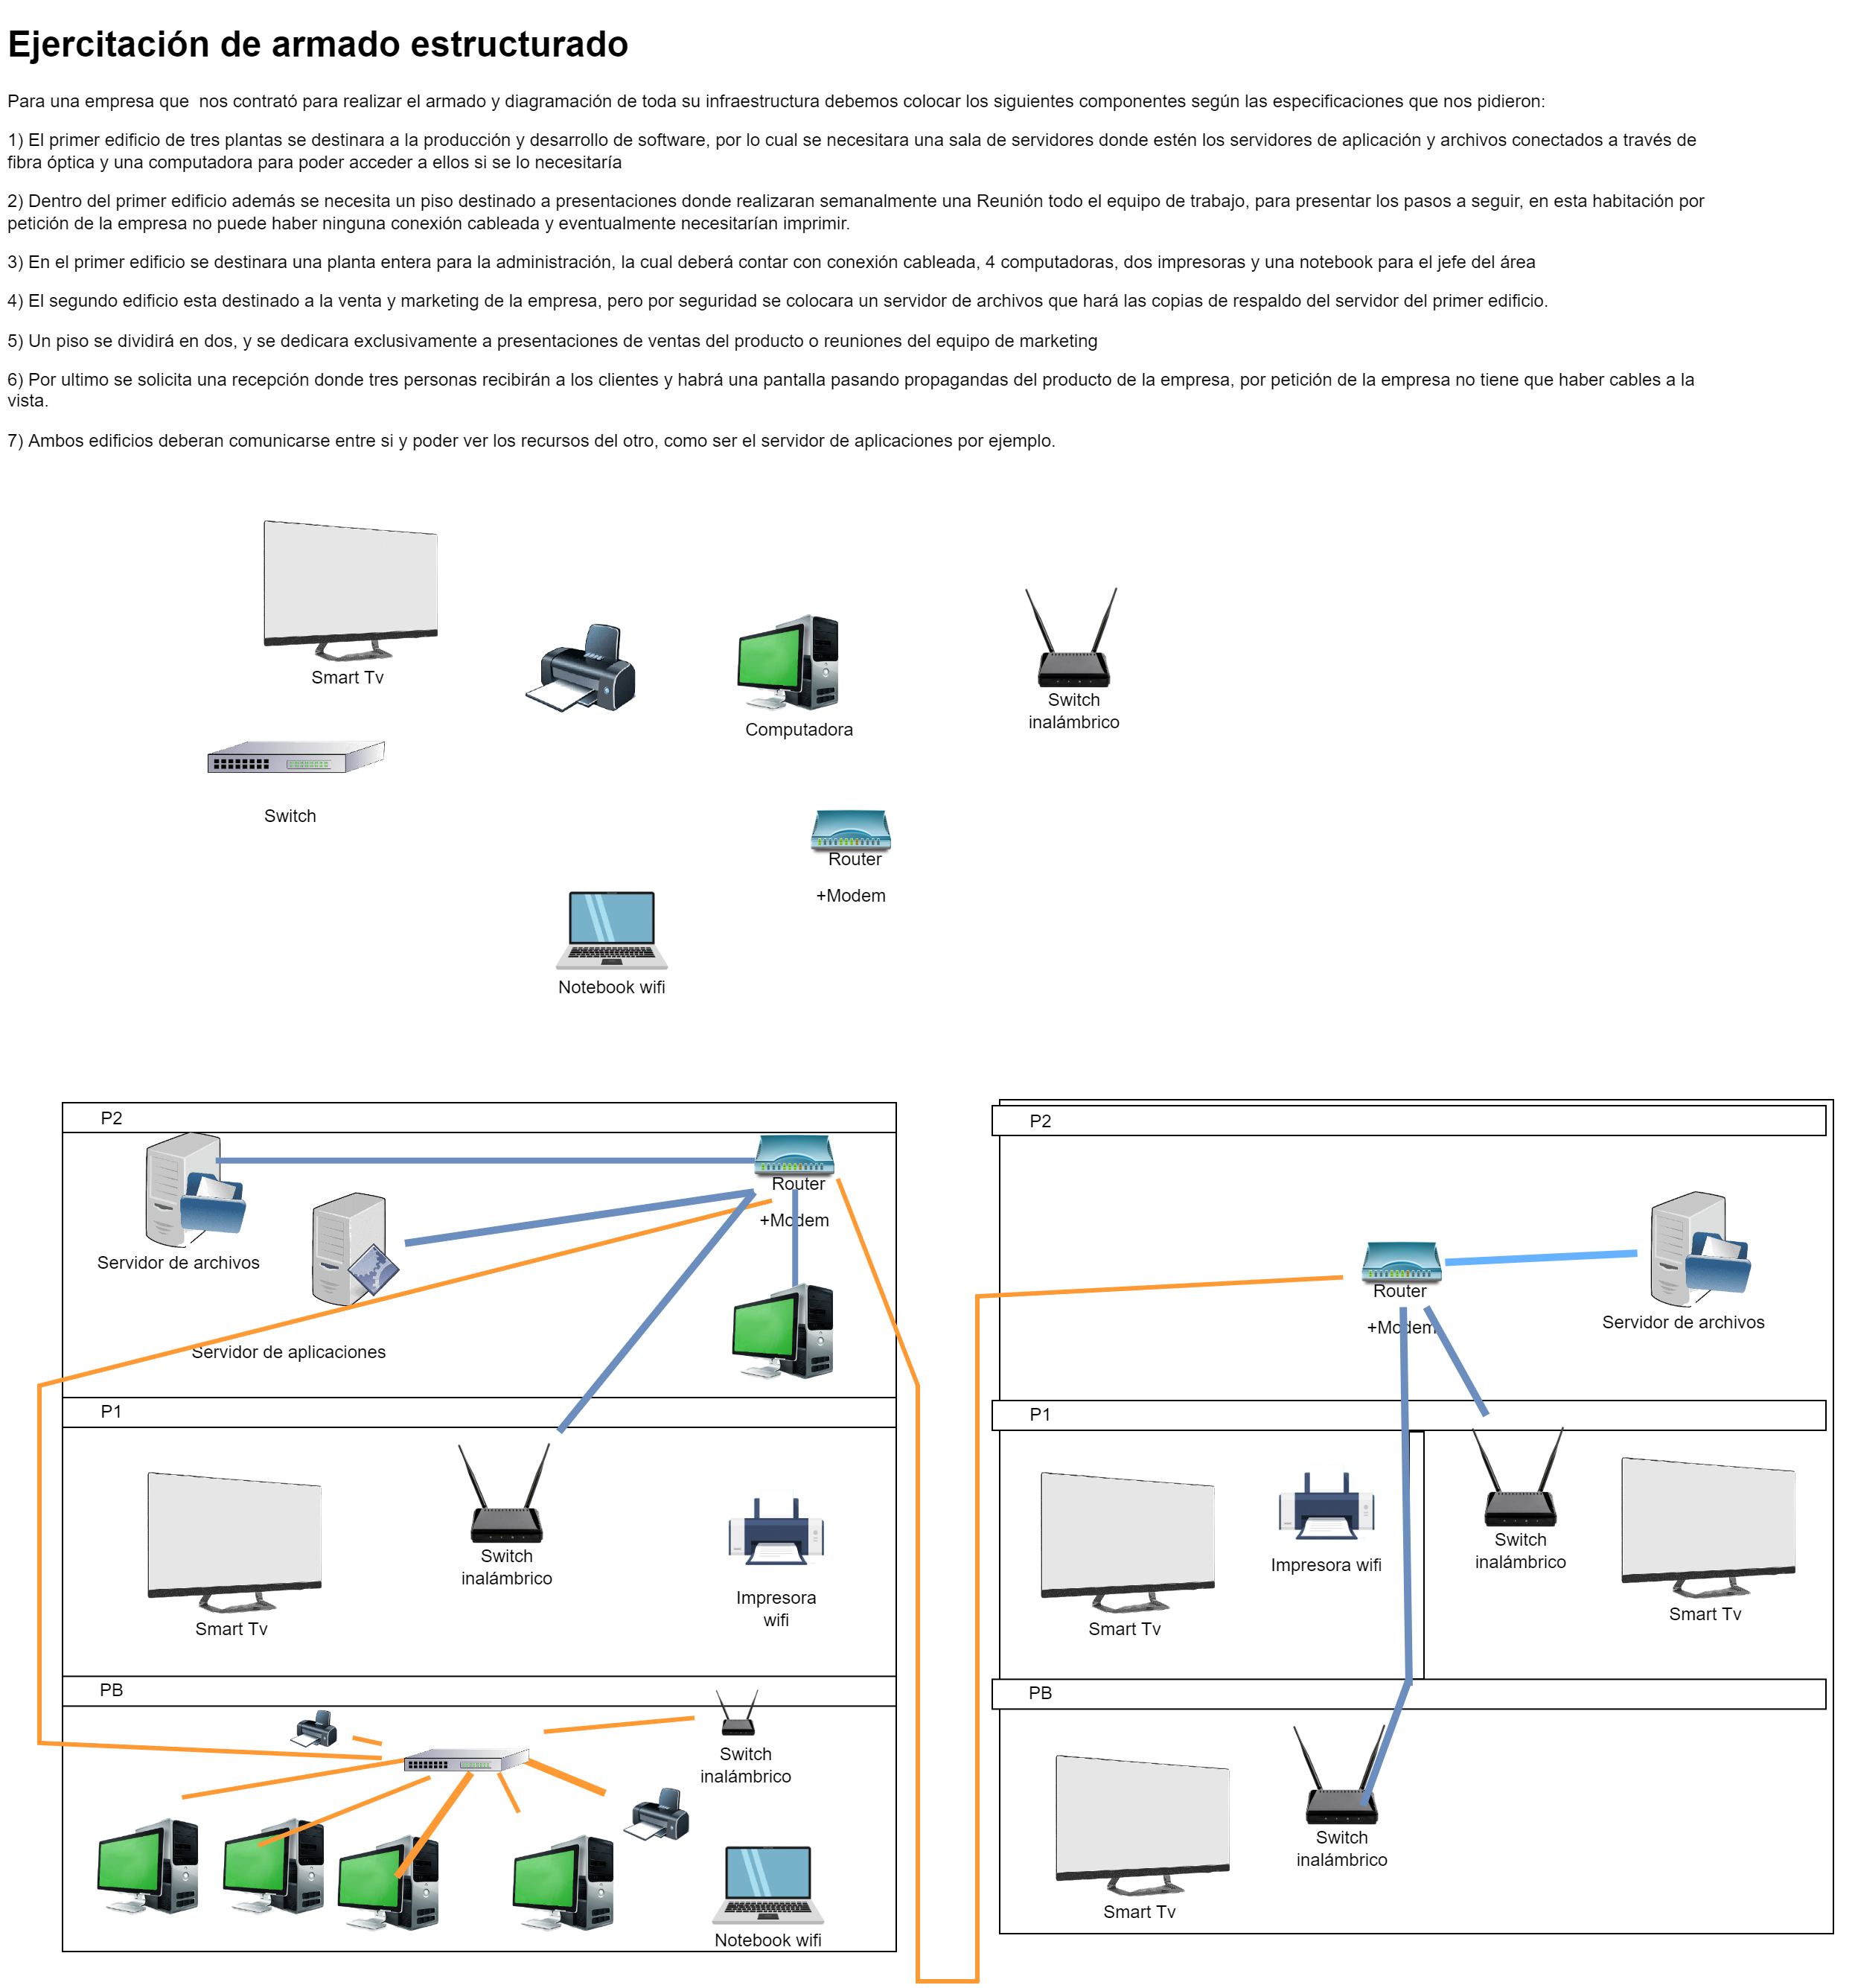 Ejercitación de armado estructurado
Para una empresa que  nos contrató para realizar el armado y diagramación de toda su infraestructura debemos colocar los siguientes componentes según las especificaciones que nos pidieron:
1) El primer edificio de tres plantas se destinara a la producción y desarrollo de software, por lo cual se necesitara una sala de servidores donde estén los servidores de aplicación y archivos conectados a través de
fibra óptica y una computadora para poder acceder a ellos si se lo necesitaría
2) Dentro del primer edificio además se necesita un piso destinado a presentaciones donde realizaran semanalmente una Reunión todo el equipo de trabajo, para presentar los pasos a seguir, en esta habitación por
petición de la empresa no puede haber ninguna conexión cableada y eventualmente necesitarían imprimir.
3) En el primer edificio se destinara una planta entera para la administración, la cual deberá contar con conexión cableada, 4 computadoras, dos impresoras y una notebook para el jefe del área
4) El segundo edificio esta destinado a la venta y marketing de la empresa, pero por seguridad se colocara un servidor de archivos que hará las copias de respaldo del servidor del primer edificio.
5) Un piso se dividirá en dos, y se dedicara exclusivamente a presentaciones de ventas del producto o reuniones del equipo de marketing
6) Por ultimo se solicita una recepción donde tres personas recibirán a los clientes y habrá una pantalla pasando propagandas del producto de la empresa, por petición de la empresa no tiene que haber cables a la
vista.
7) Ambos edificios deberan comunicarse entre si y poder ver los recursos del otro, como ser el servidor de aplicaciones por ejemplo.
Smart Tv
Computadora
Switch
inalámbrico
Switch
Router
+Modem
Notebook wifi
P2
Router
+Modem
Servidor de archivos
Servidor de aplicaciones
P1
Switch
inalámbrico
Impresora
wifi
Smart Tv
PB
Switch
inalámbrico
Notebook wifi
P2
Router
+Modem
Servidor de archivos
P1
Switch
inalámbrico
Impresora wifi
Smart Tv
Smart Tv
PB
Switch
inalámbrico
Smart Tv